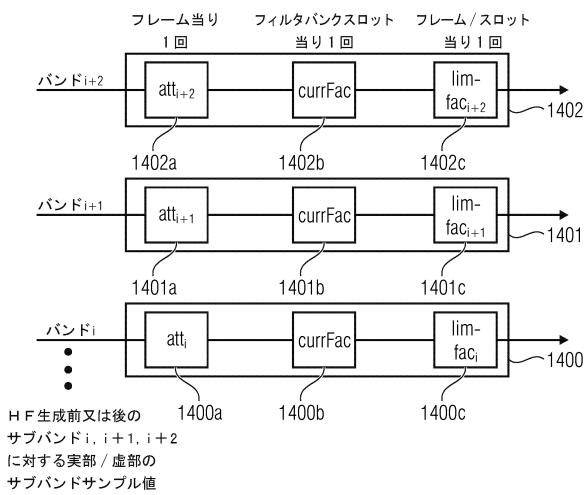 フレーム当り
1回
フィルタバンクスロット
当り1回
フレーム/スロット
当り1回
バンドi+2
atti+2
currFac
lim-
faci+2
1402
1402a
1402b
1402c
バンドi+1
atti+1
currFac
lim-
faci+1
1401
1401a
1401b
1401c
バンドi
atti
currFac
lim-
faci
1400
1400a
1400b
1400c
HF生成前又は後の
サブバンドi, i+1, i+2
に対する実部/虚部の
サブバンドサンプル値